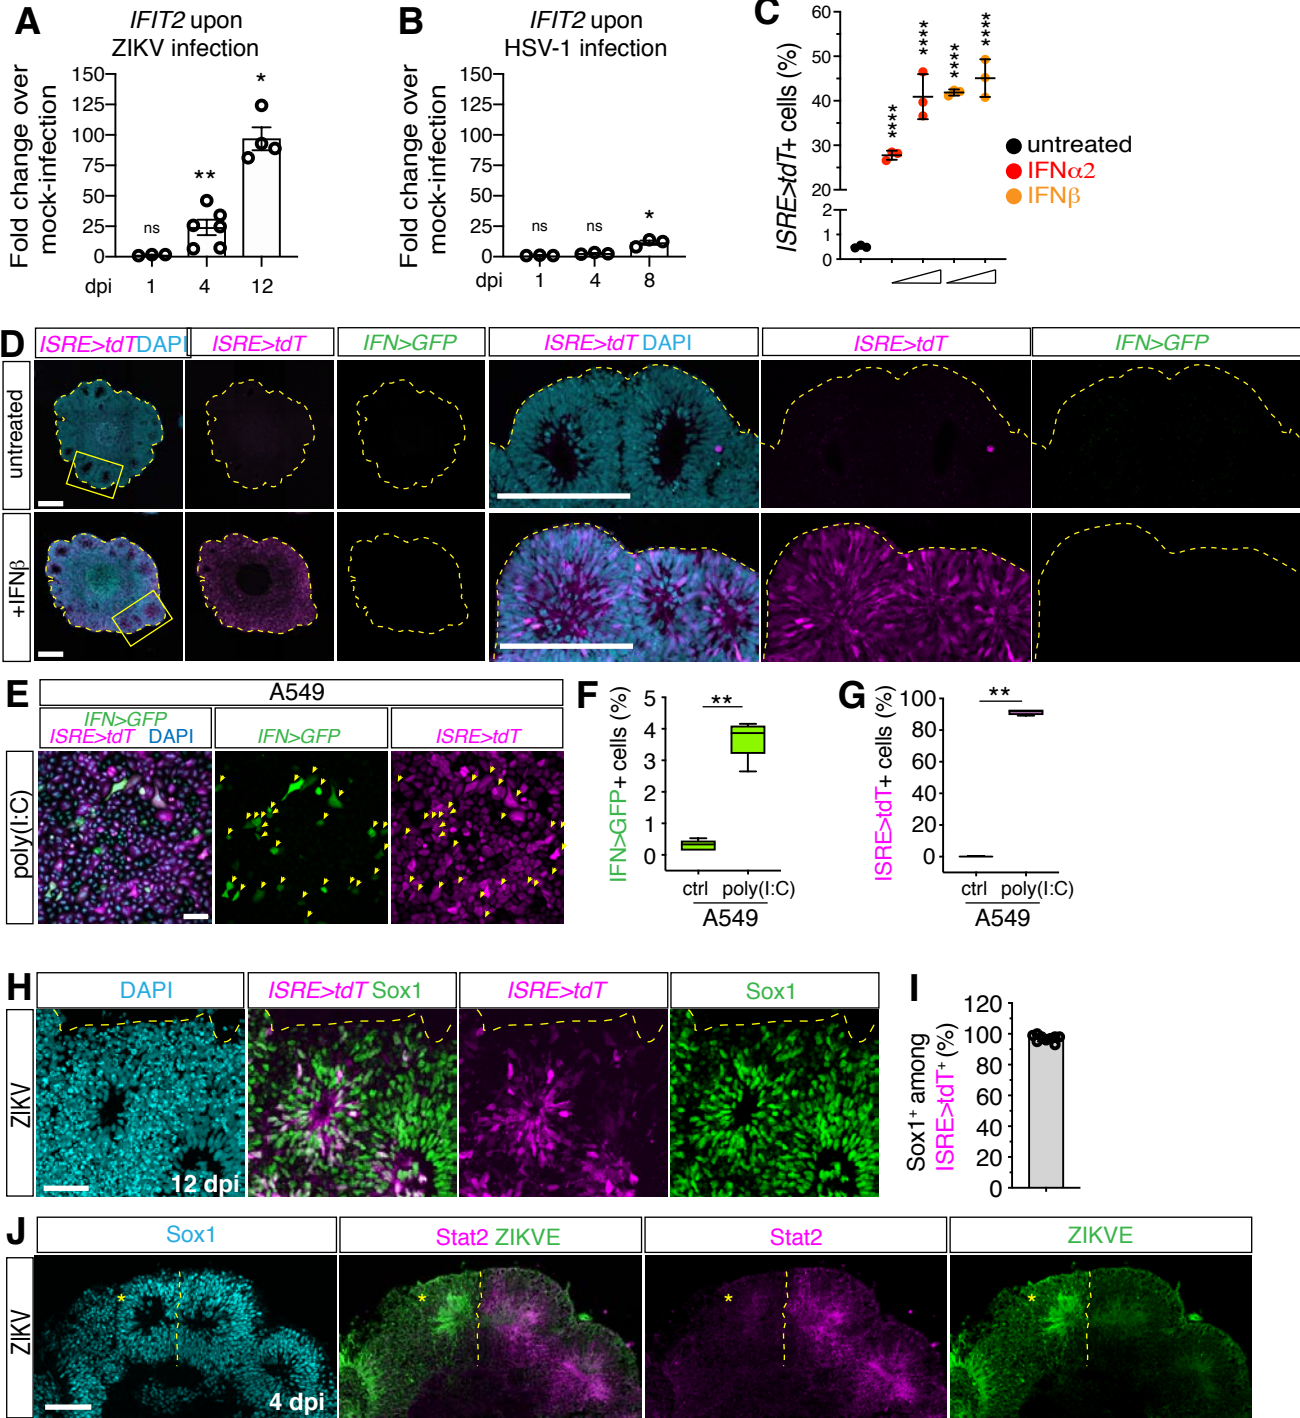 A
IFIT2 upon
ZIKV infection
Fold change over
mock-infection
150
125
100
75
50
25
0
ns
**
*
dpi
1
4
12
B
IFIT2 upon
HSV-1 infection
Fold change over
mock-infection
150
125
100
75
50
25
0
ns
ns
*
dpi
1
4
8
C
ISRE>tdT+ cells (%)
60
50
40
30
20
2
1
0
****
****
****
****
untreated
IFNα2
IFNβ
D
ISRE>tdT DAPI
ISRE>tdT
IFN>GFP
ISRE>tdT DAPI
ISRE>tdT
IFN>GFP
untreated
+IFNβ
E
A549
IFN>GFP
ISRE>tdT DAPI
IFN>GFP
ISRE>tdT
poly(I:C)
F
IFN>GFP+ cells (%)
5
4
3
2
1
0
**
ctrl
poly(I:C)
A549
G
ISRE>tdT+ cells (%)
100
80
60
40
20
0
**
ctrl
poly(I:C)
A549
H
DAPI
ISRE>tdT Sox1
ISRE>tdT
Sox1
ZIKV
12 dpi
I
Sox1⁺ among
ISRE>tdT⁺ (%)
120
100
80
60
40
20
0
J
Sox1
Stat2 ZIKVE
Stat2
ZIKVE
ZIKV
*
*
*
*
4 dpi